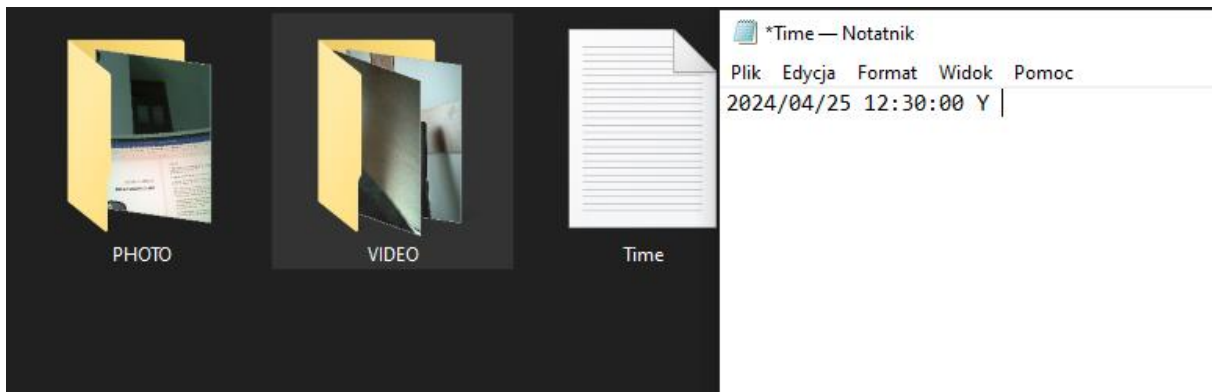 PHOTO
VIDEO
Time
*Time — Notatnik
Plik Edycja Format Widok Pomoc
2024/04/25 12:30:00 Y